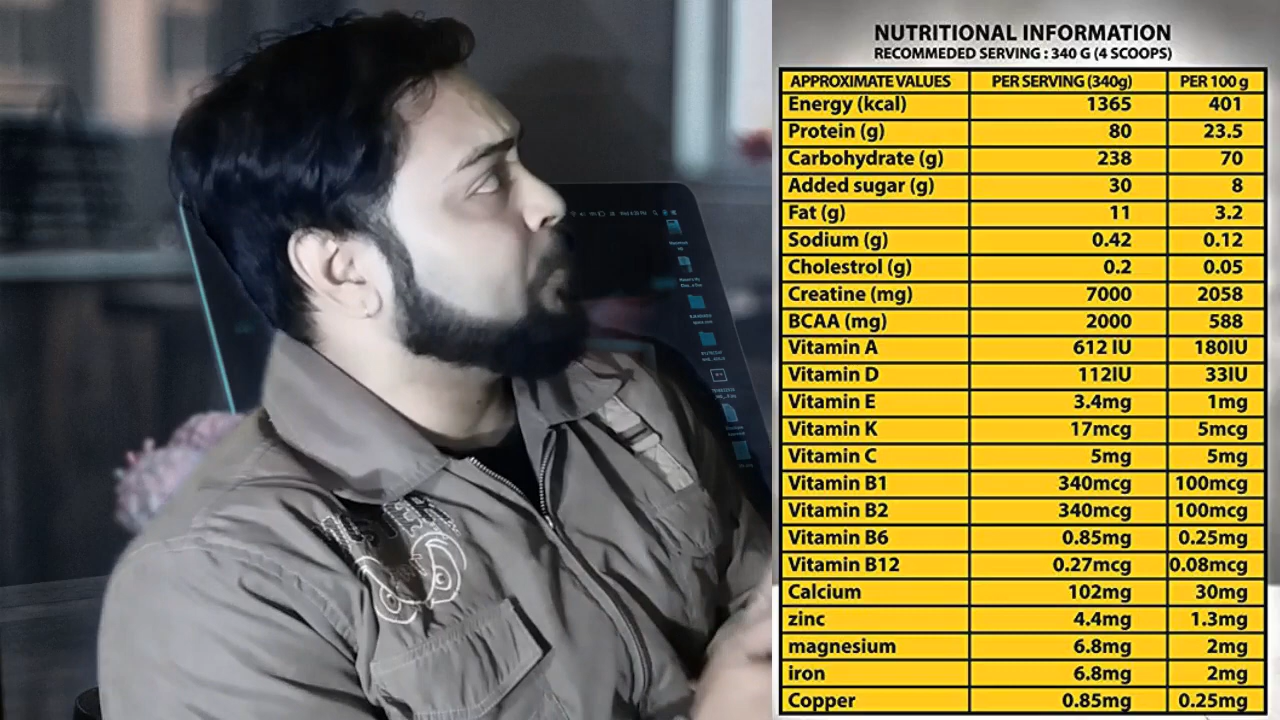 NUTRITIONAL INFORMATION
RECOMMEDED SERVING : 340 G (4 SCOOPS)
APPROXIMATE VALUES PER SERVING (340g) PER 100 g
Energy (kcal) 1365 401
Protein (g) 80 23.5
Carbohydrate (g) 238 70
Added sugar (g) 30 8
Fat (g) 11 3.2
Sodium (g) 0.42 0.12
Cholestrol (g) 0.2 0.05
Creatine (mg) 7000 2058
BCAA (mg) 2000 588
Vitamin A 612 IU 180IU
Vitamin D 112IU 33IU
Vitamin E 3.4mg 1mg
Vitamin K 17mcg 5mcg
Vitamin C 5mg 5mg
Vitamin B1 340mcg 100mcg
Vitamin B2 340mcg 100mcg
Vitamin B6 0.85mg 0.25mg
Vitamin B12 0.27mcg 0.08mcg
Calcium 102mg 30mg
zinc 4.4mg 1.3mg
magnesium 6.8mg 2mg
iron 6.8mg 2mg
Copper 0.85mg 0.25mg